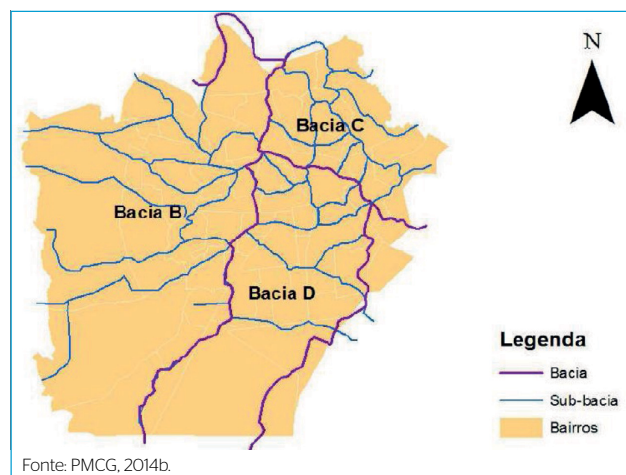 N
Bacia C
Bacia B
Bacia D
Legenda
Bacia
Sub-bacia
Bairros
Fonte: PMCG, 2014b.